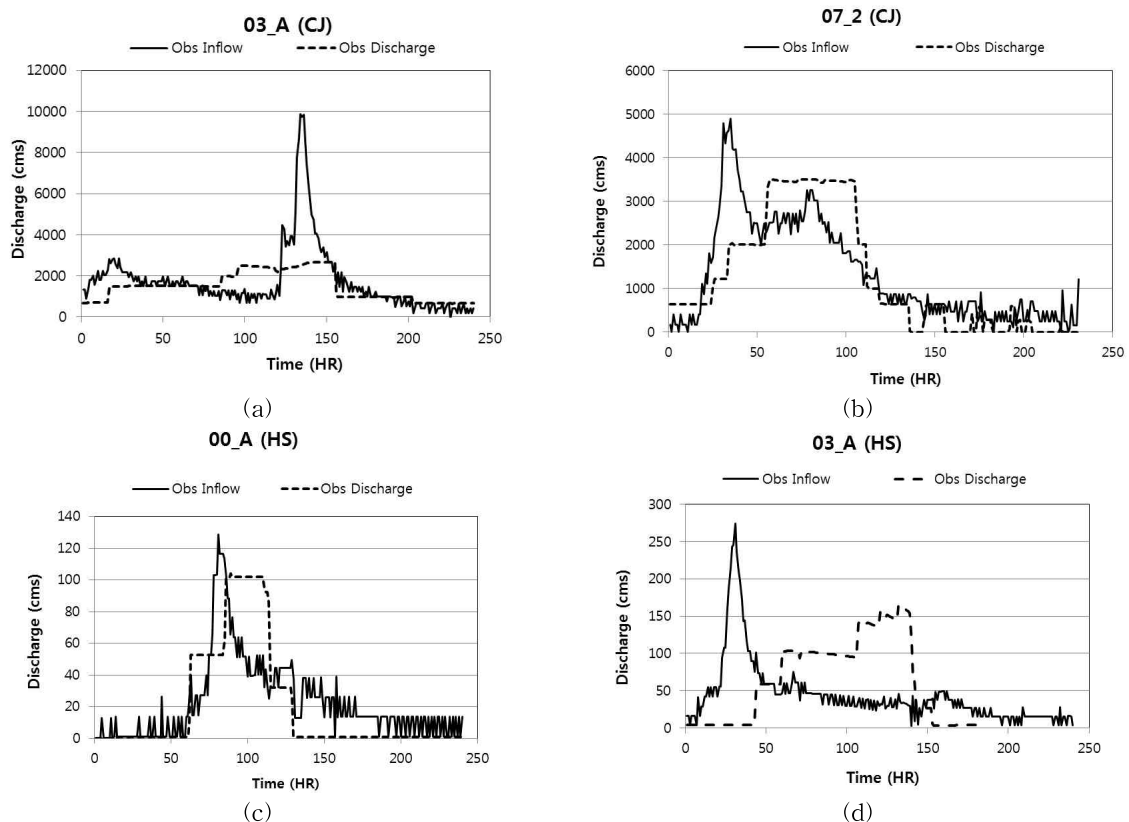 03_A (CJ)
Obs Inflow Obs Discharge
12000
10000
8000
6000
4000
2000
0
Discharge (cms)
0 50 100 150 200 250
Time (HR)
(a)
07_2 (CJ)
Obs Inflow Obs Discharge
6000
5000
4000
3000
2000
1000
0
Discharge (cms)
0 50 100 150 200 250
Time (HR)
(b)
00_A (HS)
Obs Inflow Obs Discharge
140
120
100
80
60
40
20
0
Discharge (cms)
0 50 100 150 200 250
Time (HR)
(c)
03_A (HS)
Obs Inflow Obs Discharge
300
250
200
150
100
50
0
Discharge (cms)
0 50 100 150 200 250
Time (HR)
(d)